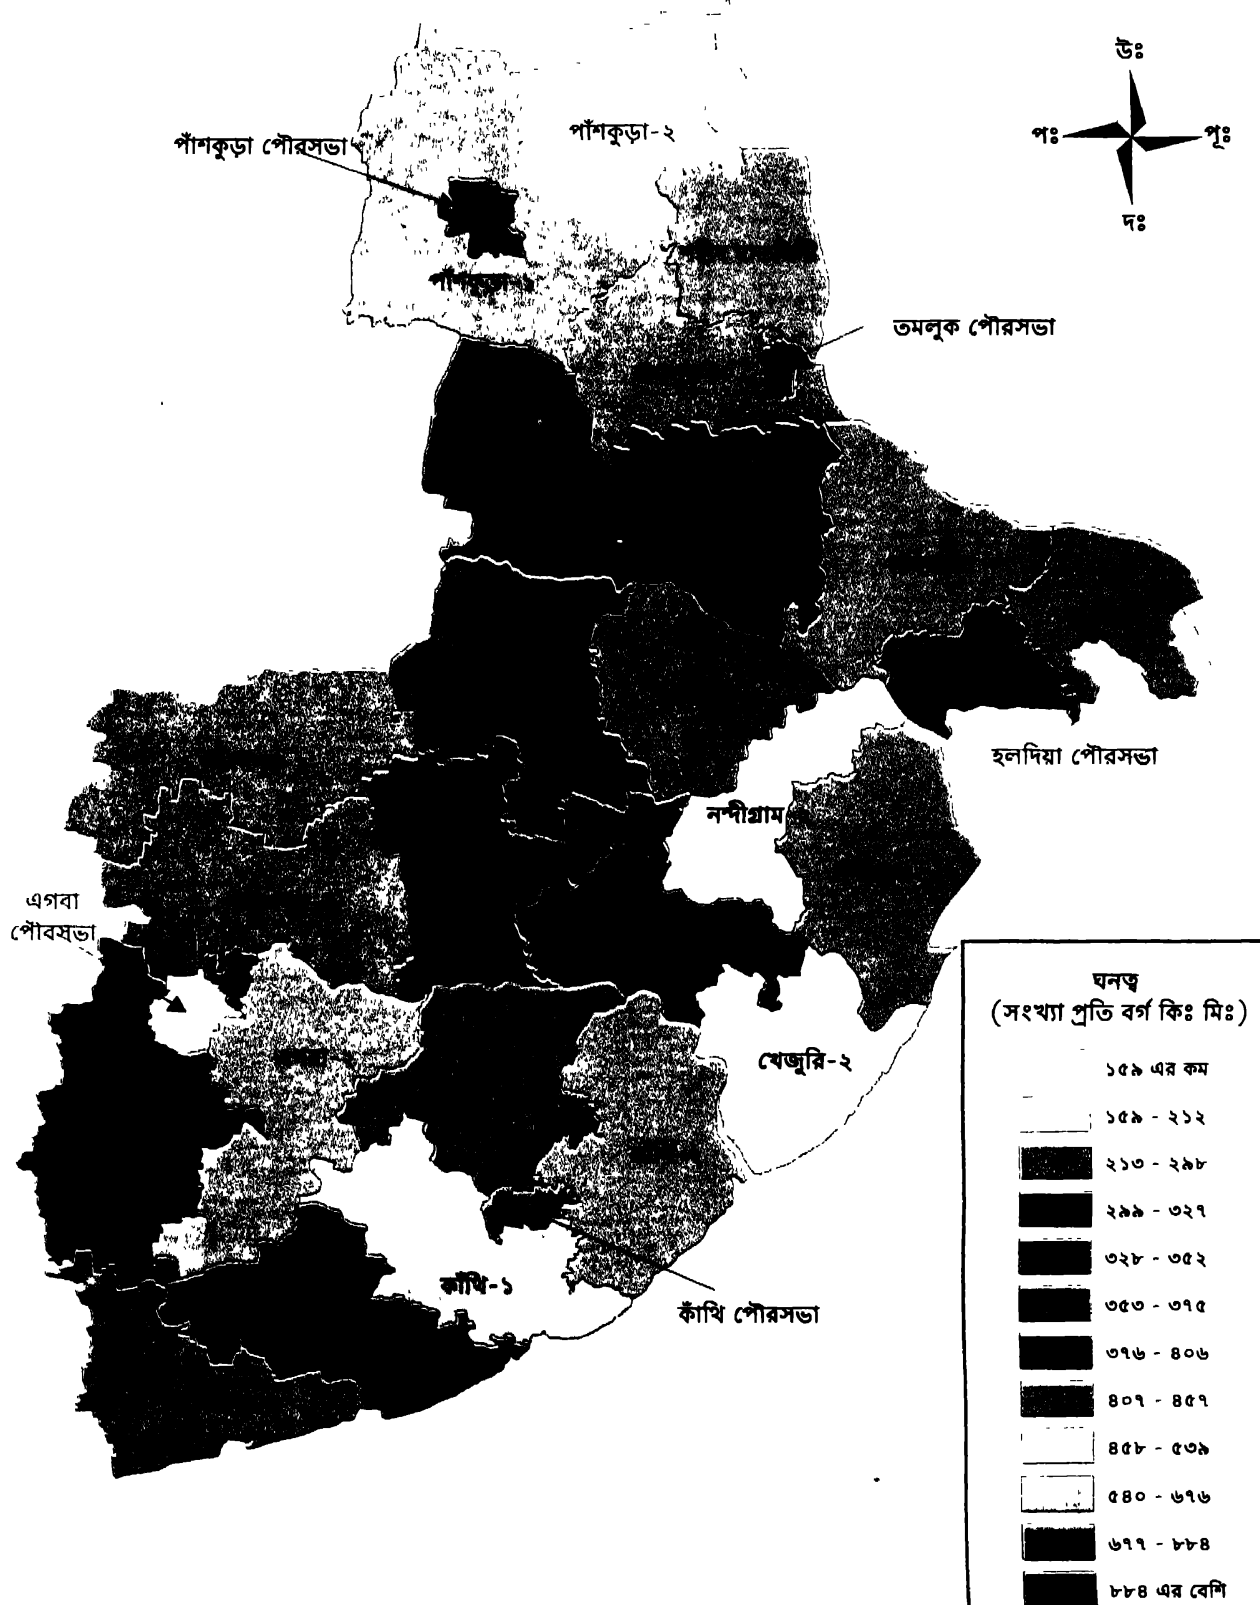 উঃ
পঃ
পূঃ
দঃ
পাঁশকুড়া-২
পাঁশকুড়া পৌরসভা
পাঁশকুড়া-১
তমলুক পৌরসভা
হলদিয়া পৌরসভা
নন্দীগ্রাম
এগরা
পৌরসভা
খেজুরি-২
কাঁথি-১
কাঁথি পৌরসভা
ঘনত্ব
(সংখ্যা প্রতি বর্গ কিঃ মিঃ)
১৫৯ এর কম
১৫৯ - ২১২
২১৩ - ২৯৮
২৯৯ - ৩২৭
৩২৮ - ৩৫২
৩৫৩ - ৩৭৫
৩৭৬ - ৪০৬
৪০৭ - ৪৫৭
৪৫৮ - ৫৩৯
৫৪০ - ৬৭৬
৬৭৭ - ৮৮৪
৮৮৪ এর বেশি